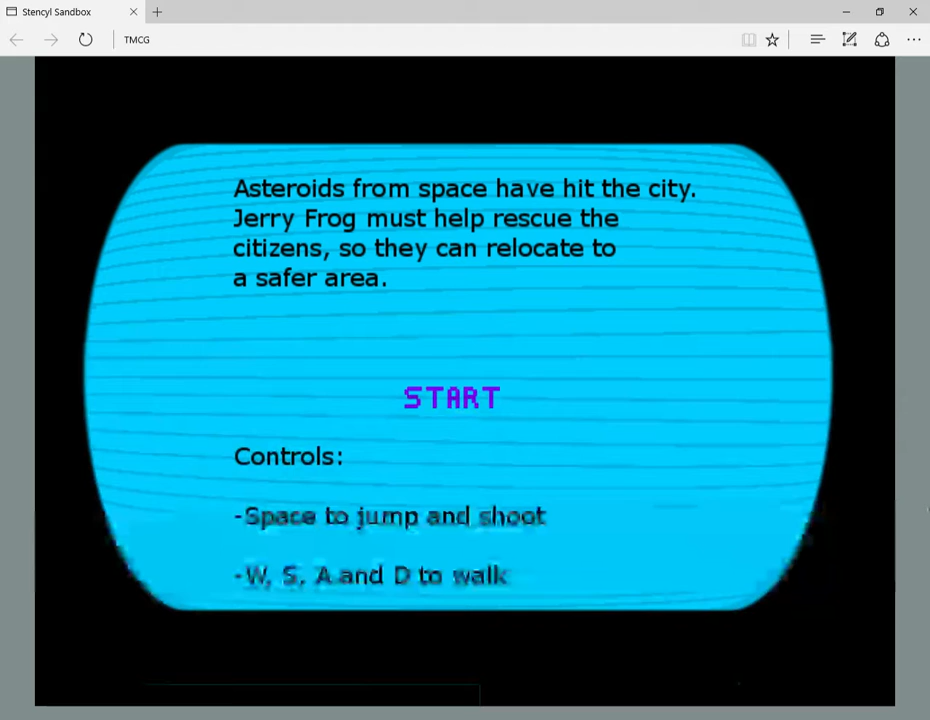 Stencyl Sandbox
TMCG
Asteroids from space have hit the city.
Jerry Frog must help rescue the
citizens, so they can relocate to
a safer area.
START
Controls:
-Space to jump and shoot
-W, S, A and D to walk